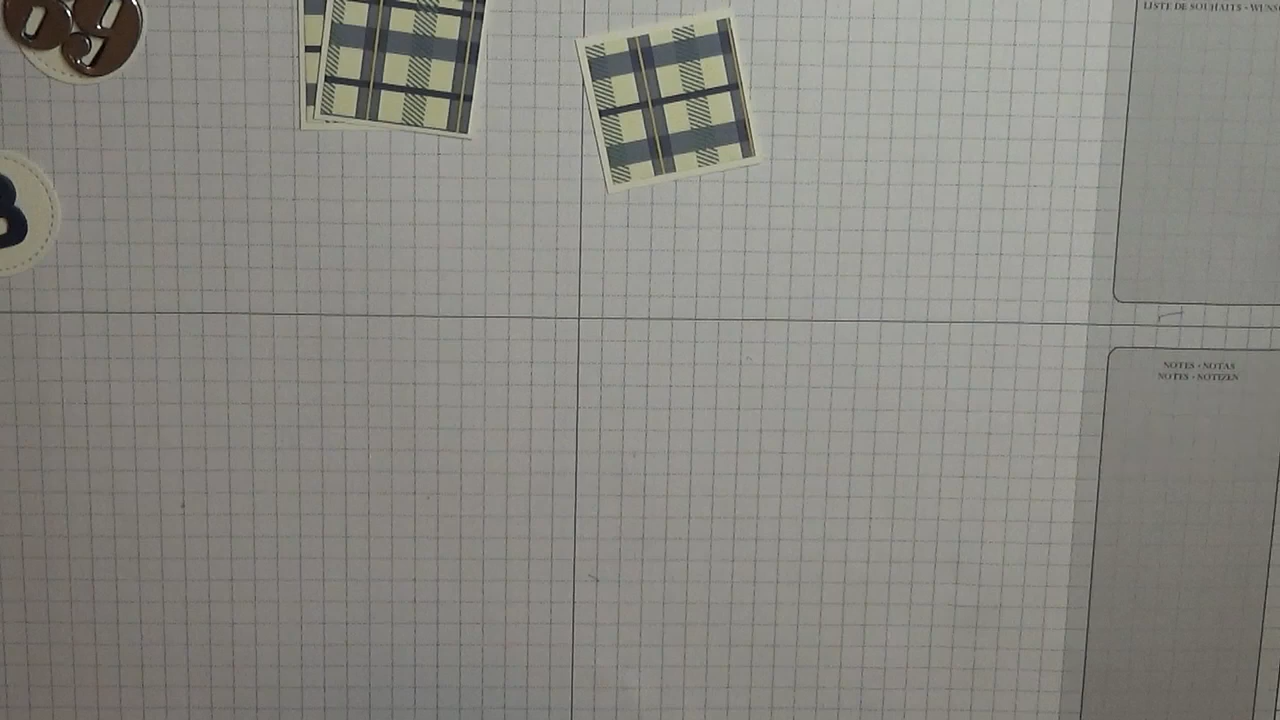 LISTE DE SOUHAITS • WUNS
B
NOTES • NOTAS
NOTES • NOTIZEN